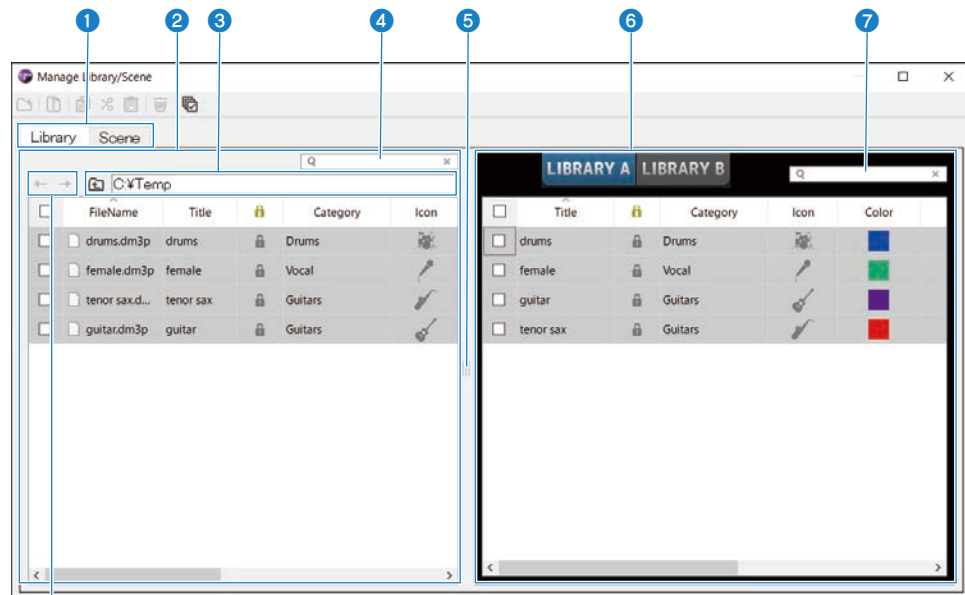 1 2 3 4 5 6 7
Manage Library/Scene
Library Scene
C:¥Temp
LIBRARY A LIBRARY B
FileName Title Category Icon
drums.dm3p drums Drums
female.dm3p female Vocal
tenor sax.d... tenor sax Guitars
guitar.dm3p guitar Guitars
Title Category Icon Color
drums Drums
female Vocal
guitar Guitars
tenor sax Guitars